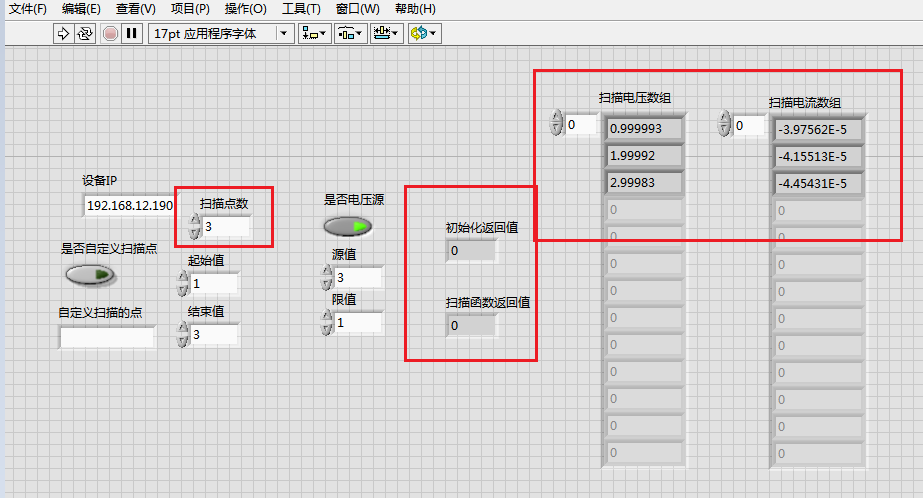 文件(F) 编辑(E) 查看(V) 项目(P) 操作(O) 工具(T) 窗口(W) 帮助(H)
17pt 应用程序字体
扫描电压数组
扫描电流数组
0
0.999993
1.99992
2.99983
0
0
0
0
0
0
0
0
0
0
0
-3.97562E-5
-4.15513E-5
-4.45431E-5
0
0
0
0
0
0
0
0
0
0
设备IP
192.168.12.190
扫描点数
3
是否电压源
是否自定义扫描点
起始值
1
源值
3
初始化返回值
0
自定义扫描的点
结束值
3
限值
1
扫描函数返回值
0